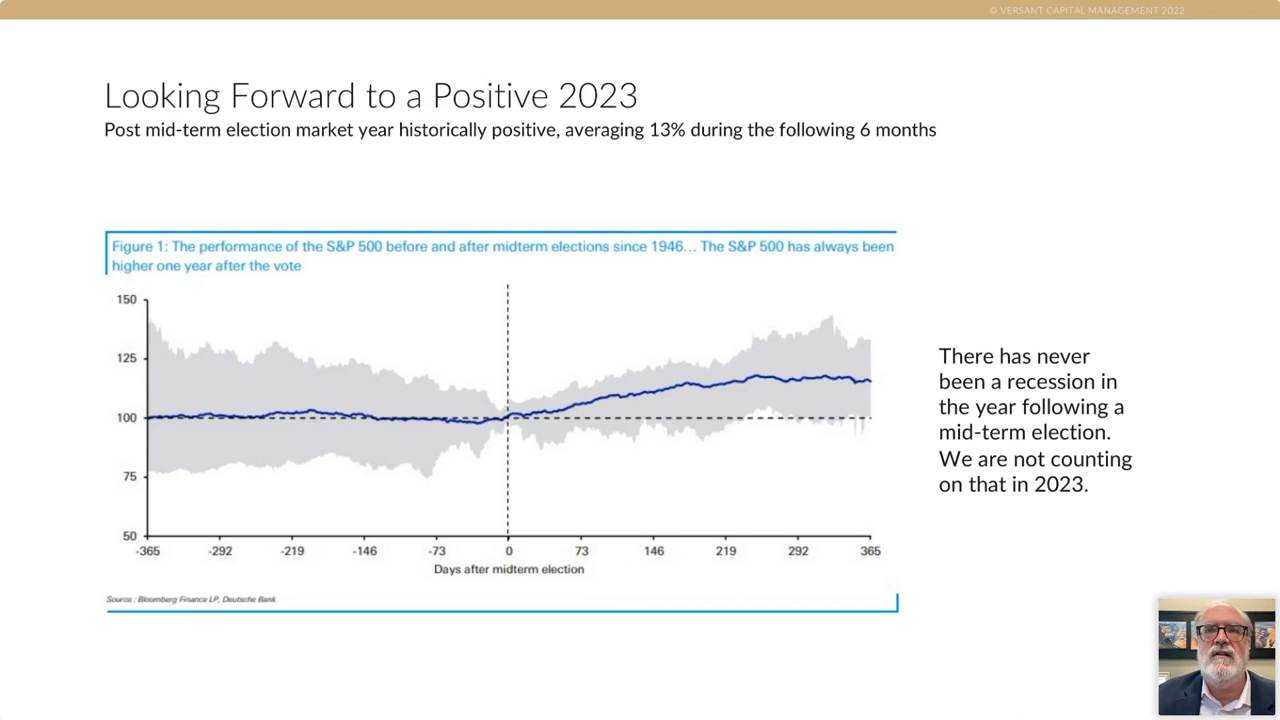 © VERSANT CAPITAL MANAGEMENT 2022
Looking Forward to a Positive 2023
Post mid-term election market year historically positive, averaging 13% during the following 6 months
Figure 1: The performance of the S&P 500 before and after midterm elections since 1946... The S&P 500 has always been
higher one year after the vote
150
125
100
75
50
-365
-292
-219
-146
-73
0
73
146
219
292
365
Days after midterm election
Source : Bloomberg Finance LP, Deutsche Bank
There has never
been a recession in
the year following a
mid-term election.
We are not counting
on that in 2023.